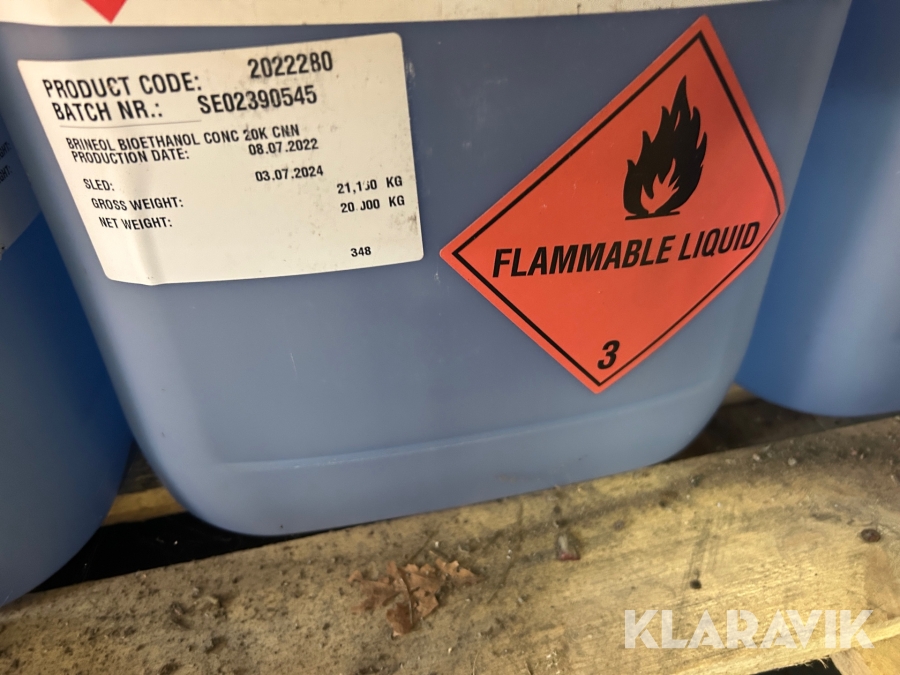 PRODUCT CODE: 2022280
BATCH NR.: SE02390545
BRINEOL BIOETHANOL CONC 20K CNN
PRODUCTION DATE: 08.07.2022
SLED: 03.07.2024
GROSS WEIGHT: KG
NET WEIGHT: KG
348
FLAMMABLE LIQUID
3
KLARAVIK